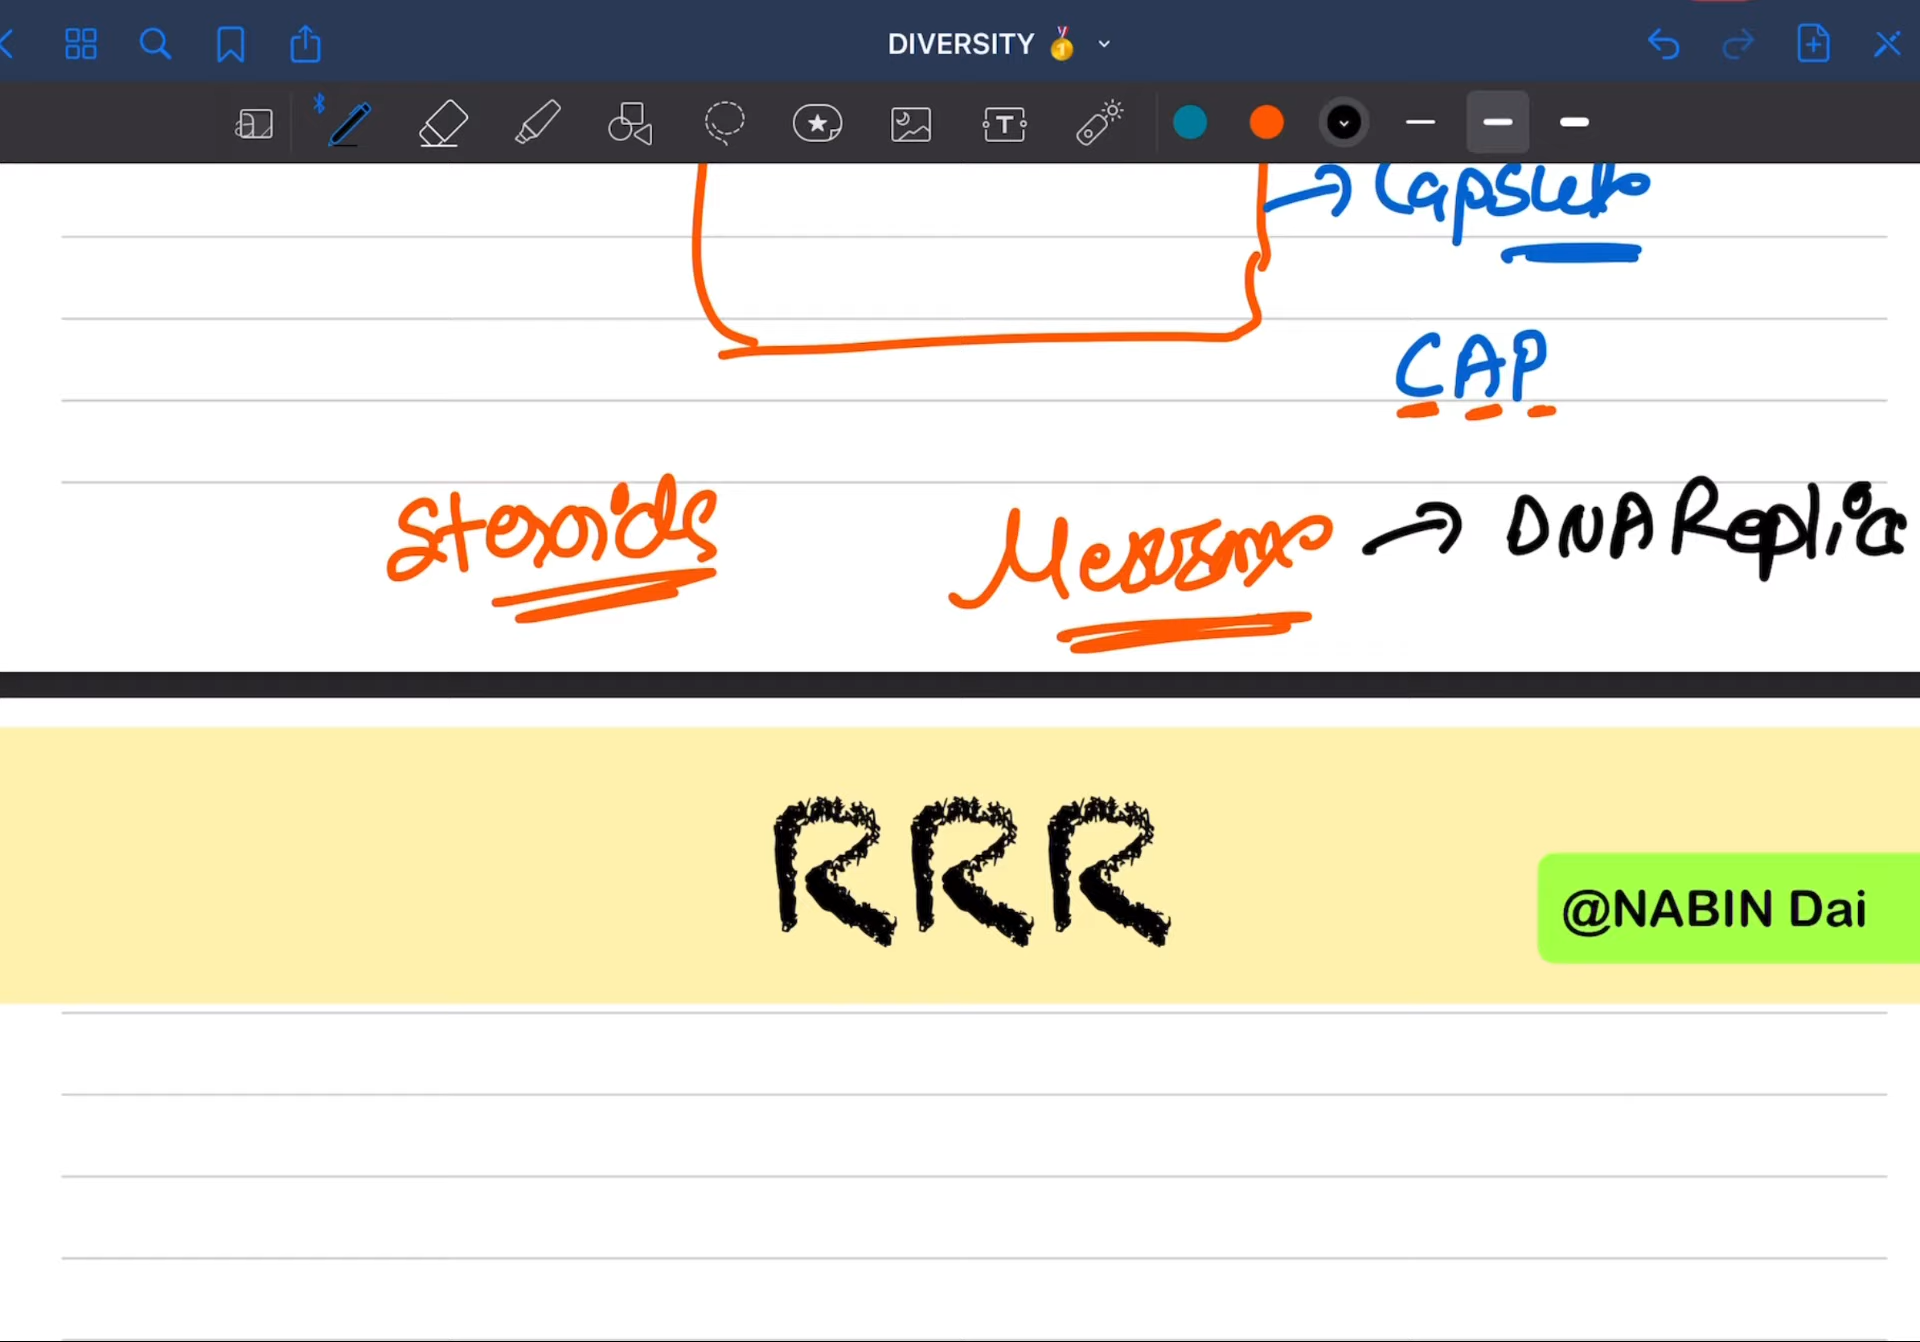 DIVERSITY 🏅
Capsule
CAP
Steroids
Mesosome → DNA Replica
RRR
@NABIN Dai